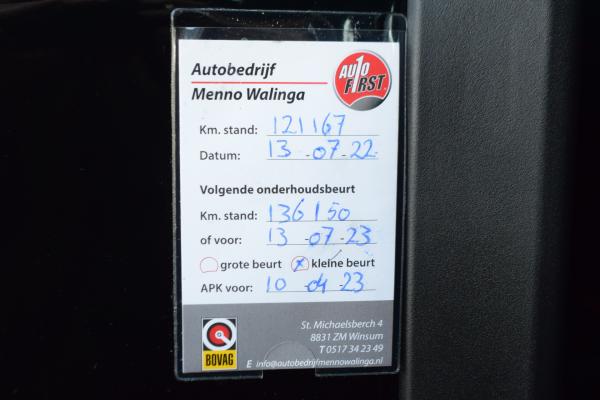 Autobedrijf
Menno Walinga
AUTO
1
FIRST
Km. stand: 121167
Datum: 13-07-22
Volgende onderhoudsbeurt
Km. stand: 136150
of voor: 13-07-23
grote beurt kleine beurt
APK voor: 10-04-23
St. Michaelsberch 4
8831 ZM Winsum
T 0517 34 23 49
E info@autobedrijfmennowalinga.nl
BOVAG